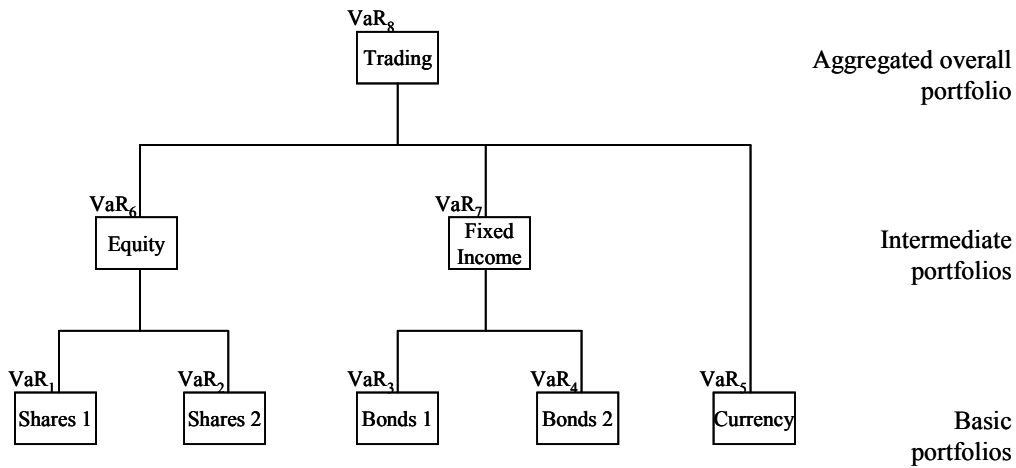 VaR₈
Trading
Aggregated overall
portfolio
VaR₆
Equity
VaR₇
Fixed
Income
Intermediate
portfolios
VaR₁
Shares 1
VaR₂
Shares 2
VaR₃
Bonds 1
VaR₄
Bonds 2
VaR₅
Currency
Basic
portfolios